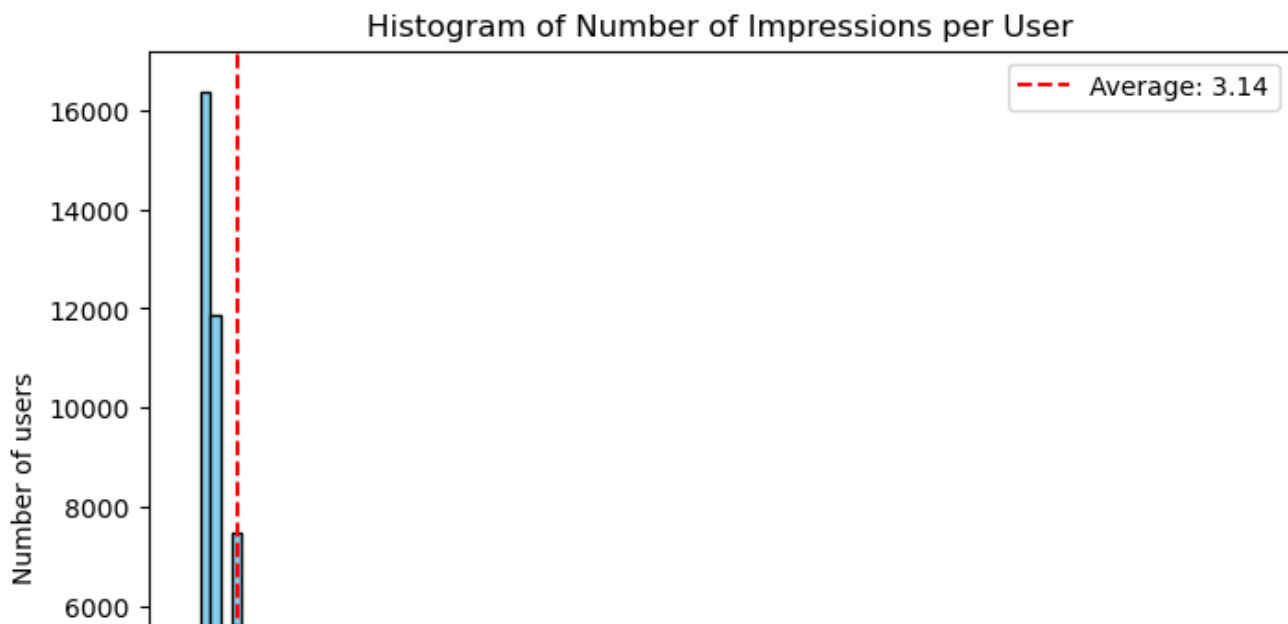 Histogram of Number of Impressions per User
Average: 3.14
16000
14000
12000
10000
8000
6000
Number of users